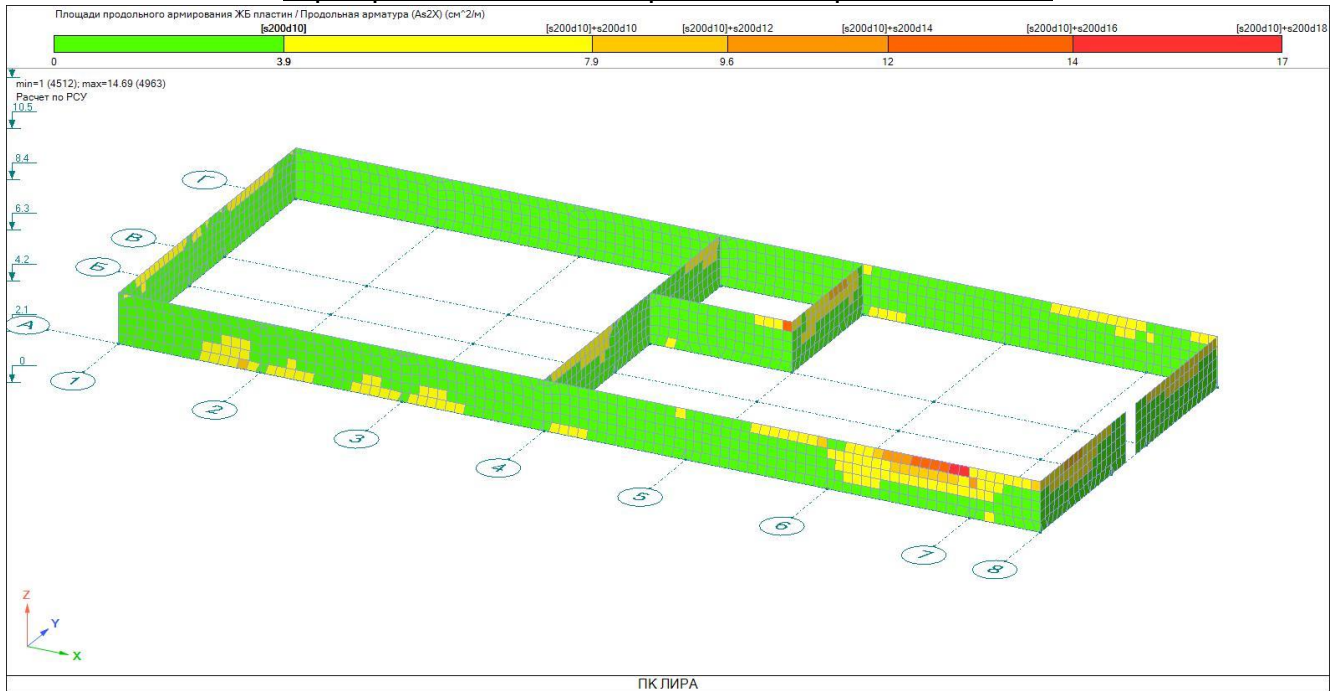 Площади продольного армирования ЖБ пластин / Продольная арматура (As2X) (см^2/м)
[s200d10] [s200d10]+s200d10 [s200d10]+s200d12 [s200d10]+s200d14 [s200d10]+s200d16 [s200d10]+s200d18
0 3.9 7.9 9.6 12 14 17
min=1 (4512); max=14.69 (4963)
Расчет по РСУ
10.5
8.4
6.3
4.2
2.1
0
Г
В
Б
А
1
2
3
4
5
6
7
8
Z
Y
X
ПК ЛИРА